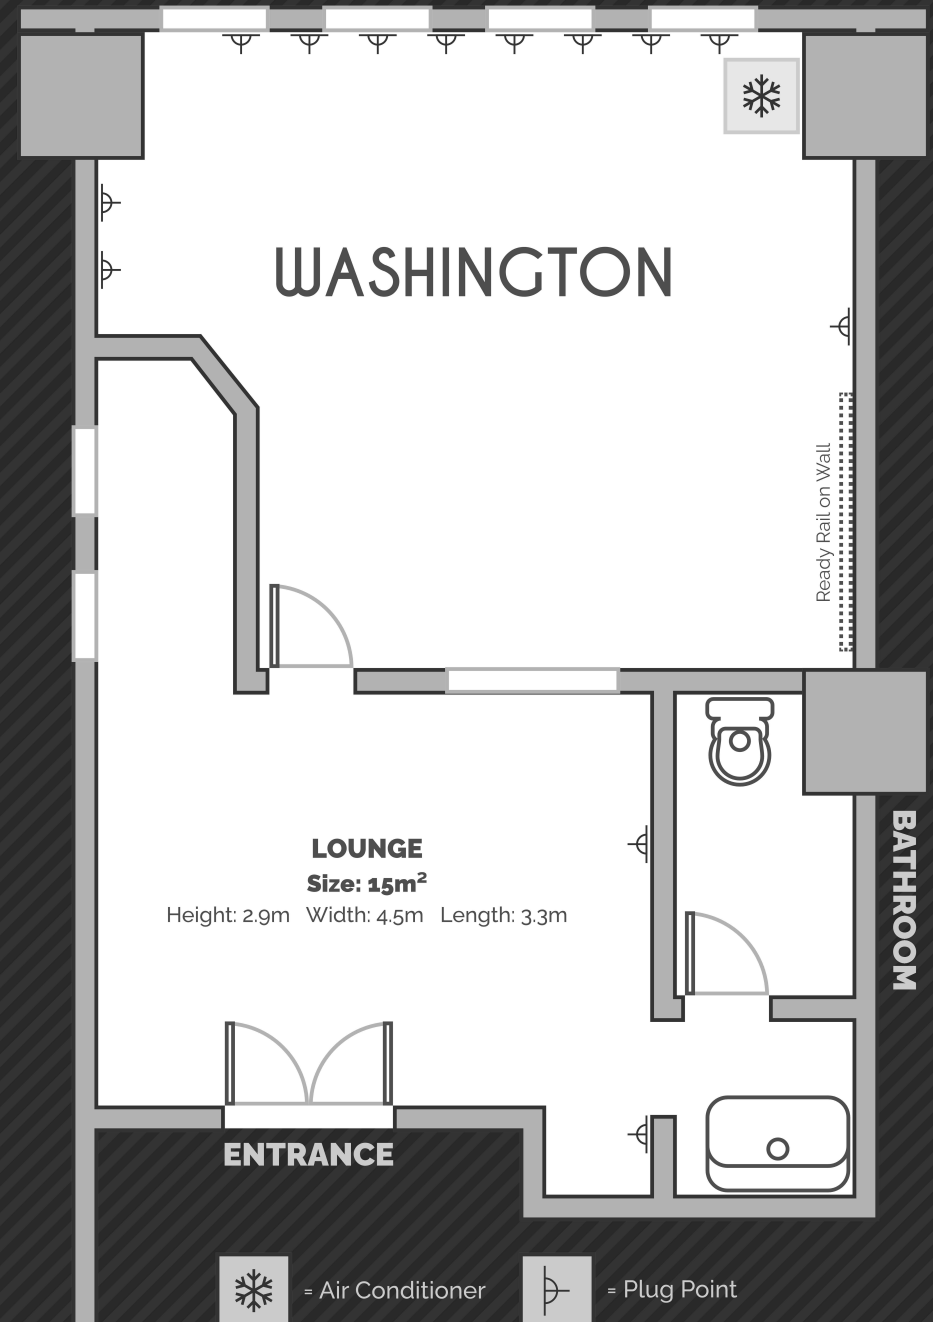 WASHINGTON
Ready Rail on Wall
LOUNGE
Size: 15m²
Height: 2.9m Width: 4.5m Length: 3.3m
BATHROOM
ENTRANCE
= Air Conditioner
= Plug Point